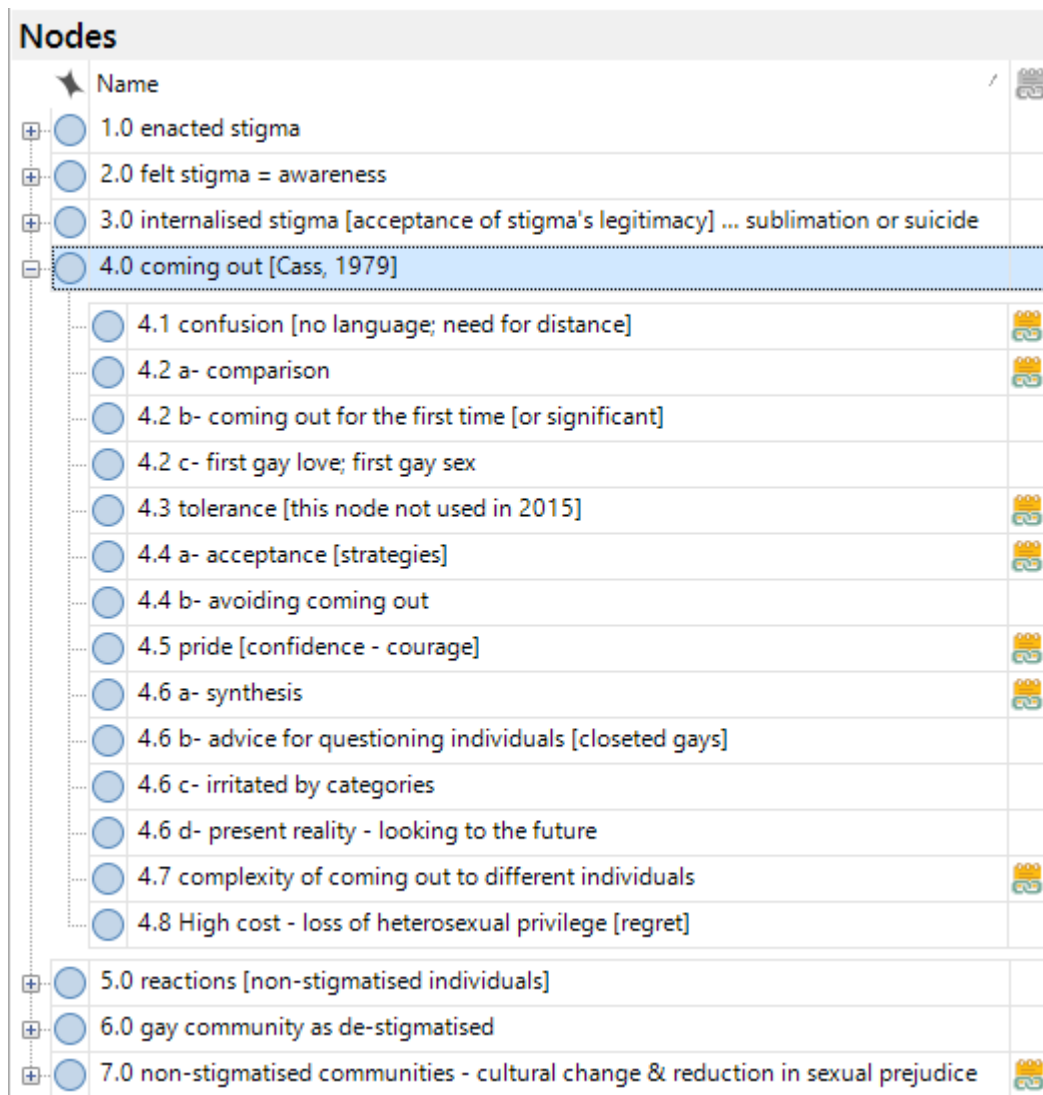 Nodes
Name
1.0 enacted stigma
2.0 felt stigma = awareness
3.0 internalised stigma [acceptance of stigma's legitimacy] ... sublimation or suicide
4.0 coming out [Cass, 1979]
4.1 confusion [no language; need for distance]
4.2 a- comparison
4.2 b- coming out for the first time [or significant]
4.2 c- first gay love; first gay sex
4.3 tolerance [this node not used in 2015]
4.4 a- acceptance [strategies]
4.4 b- avoiding coming out
4.5 pride [confidence - courage]
4.6 a- synthesis
4.6 b- advice for questioning individuals [closeted gays]
4.6 c- irritated by categories
4.6 d- present reality - looking to the future
4.7 complexity of coming out to different individuals
4.8 High cost - loss of heterosexual privilege [regret]
5.0 reactions [non-stigmatised individuals]
6.0 gay community as de-stigmatised
7.0 non-stigmatised communities - cultural change & reduction in sexual prejudice